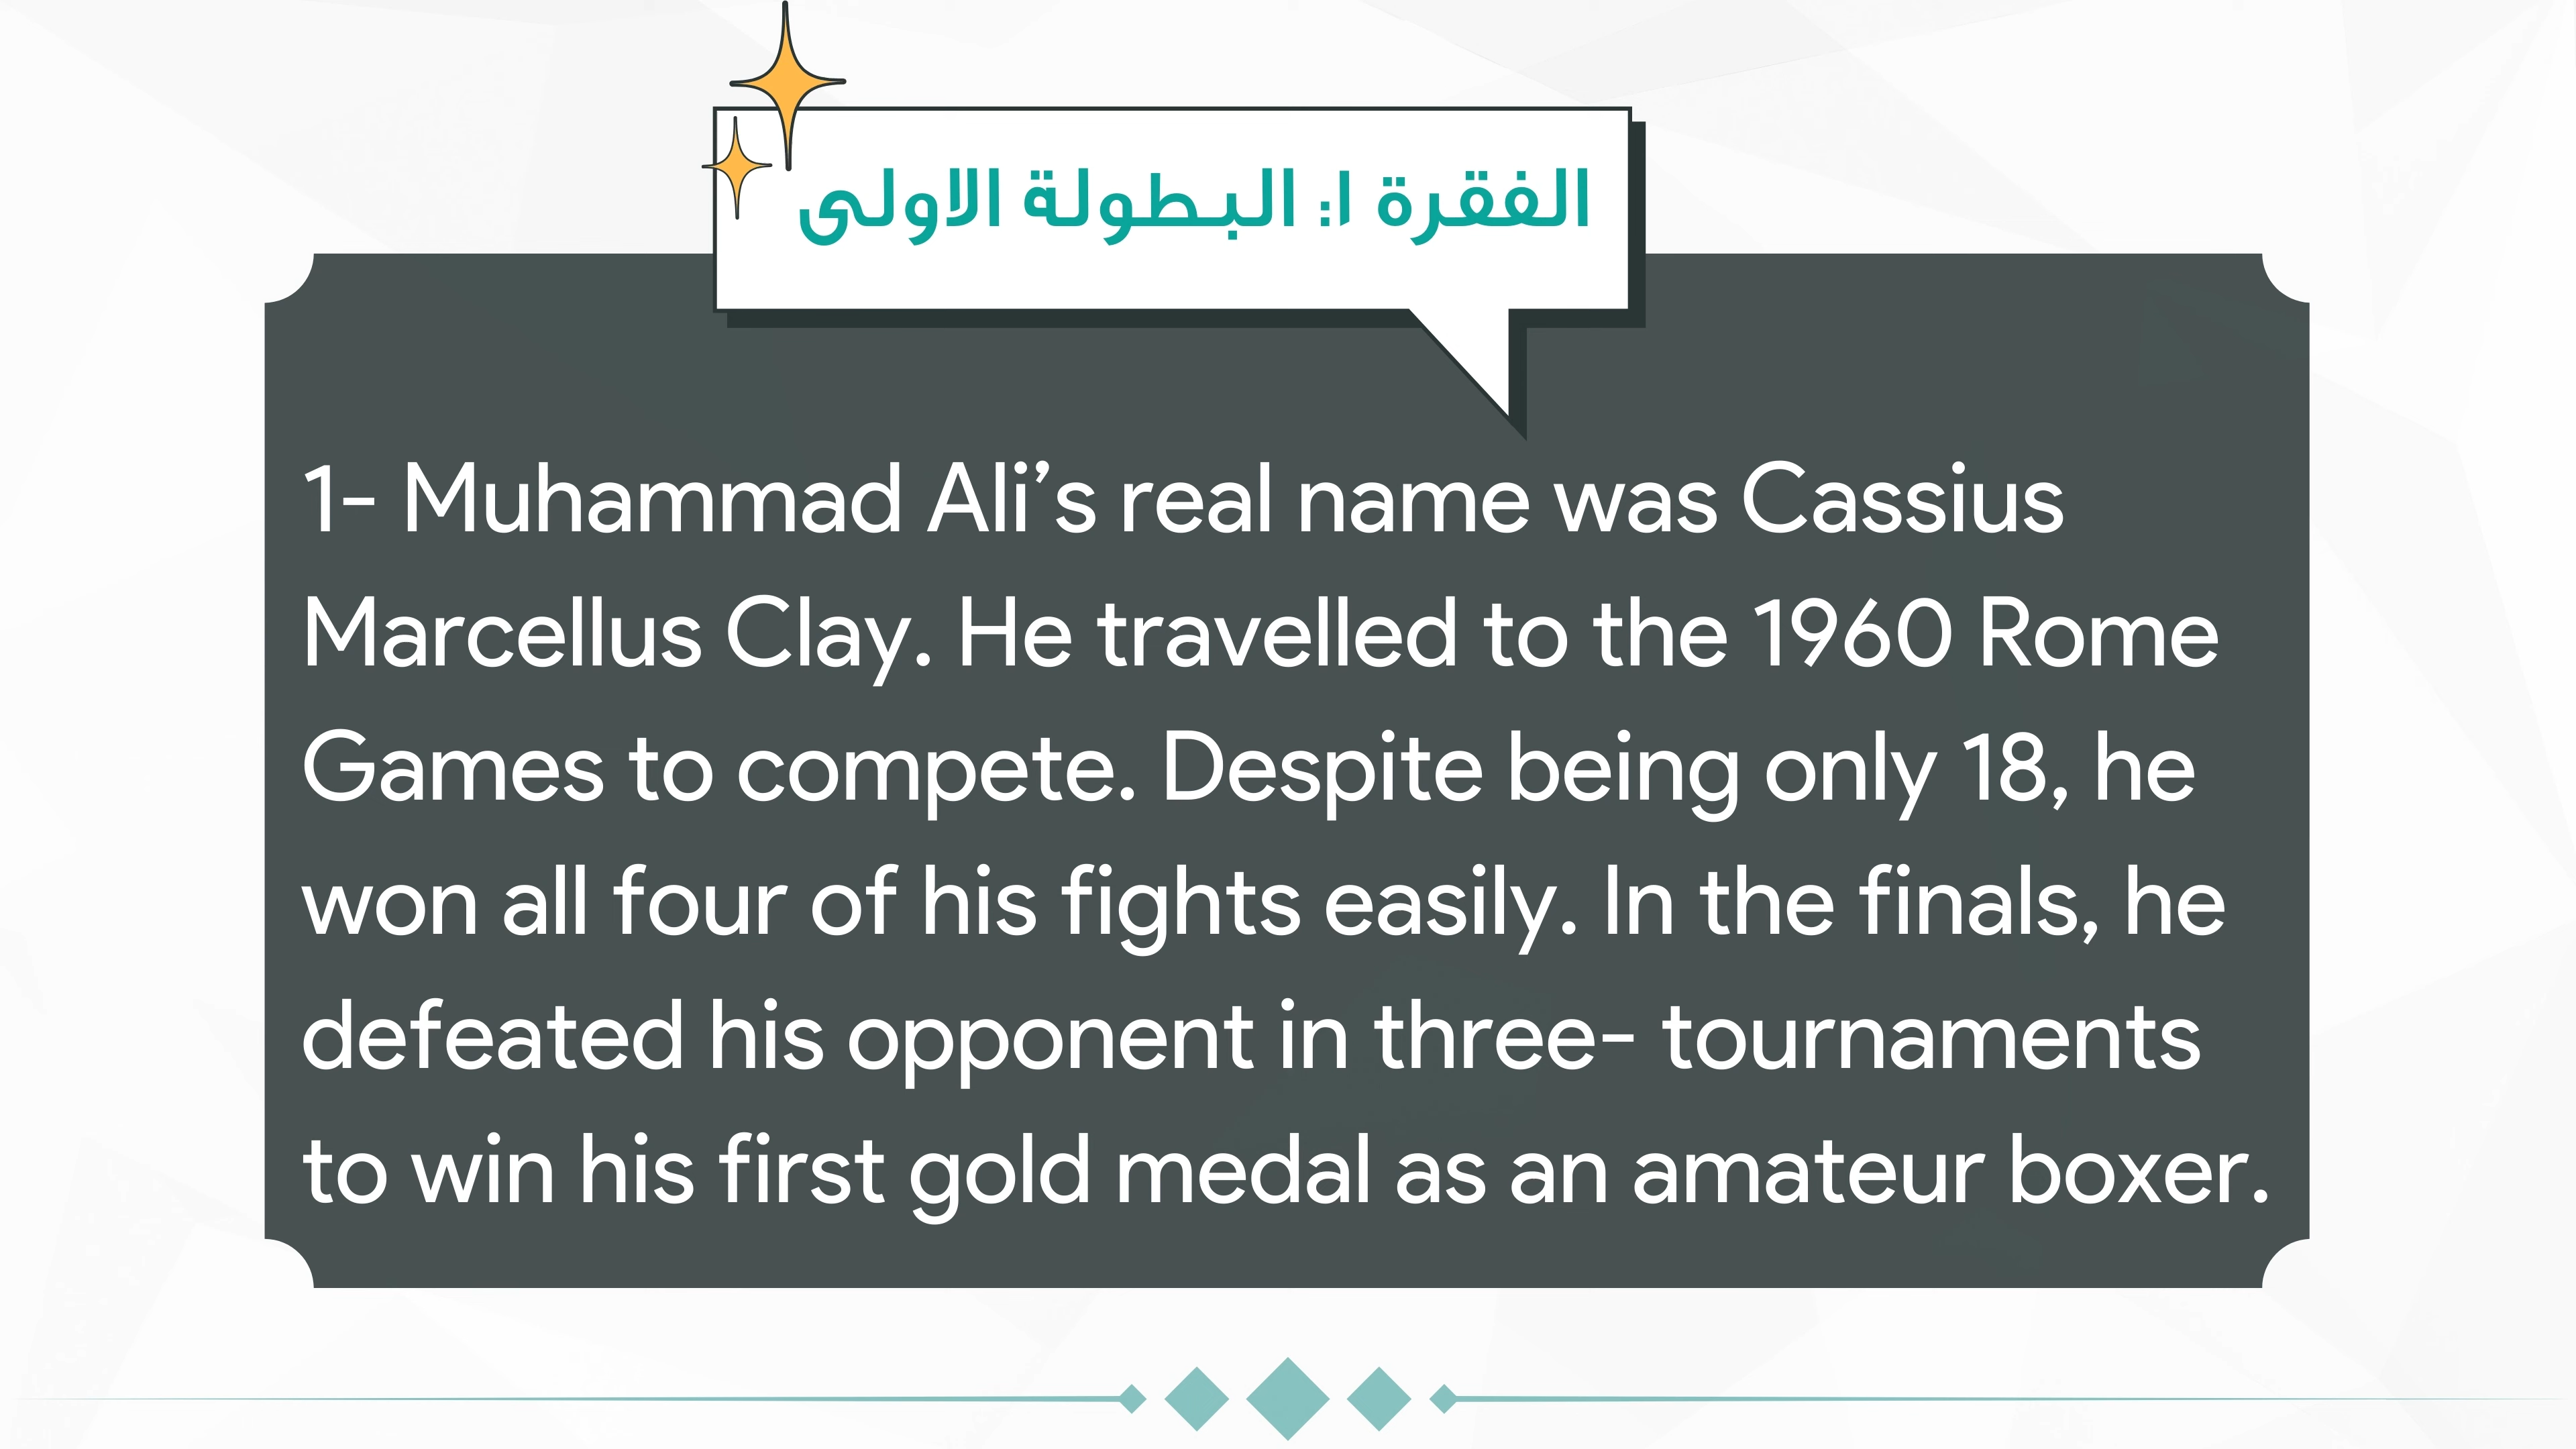 الفقرة ١: البطولة الاولى
1- Muhammad Ali’s real name was Cassius
Marcellus Clay. He travelled to the 1960 Rome
Games to compete. Despite being only 18, he
won all four of his fights easily. In the finals, he
defeated his opponent in three- tournaments
to win his first gold medal as an amateur boxer.